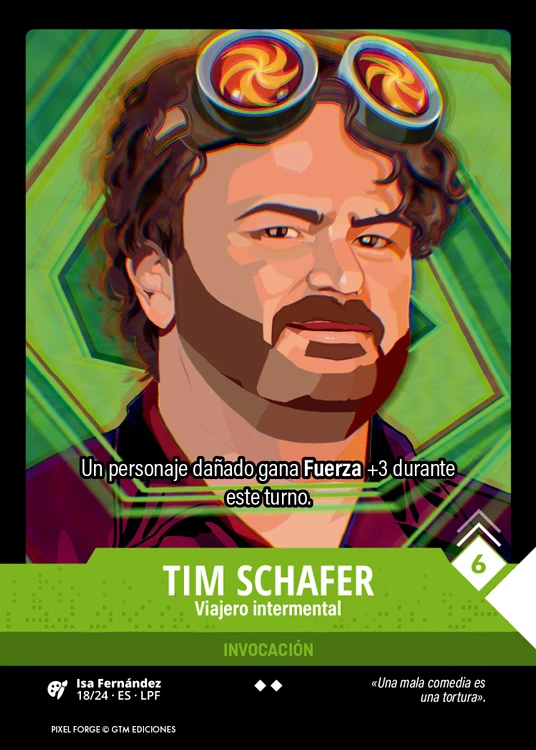 Un personaje dañado gana Fuerza +3 durante
este turno.
6
TIM SCHAFER
Viajero intermental
INVOCACIÓN
Isa Fernández
18/24 · ES · LPF
«Una mala comedia es
una tortura».
PIXEL FORGE © GTM EDICIONES